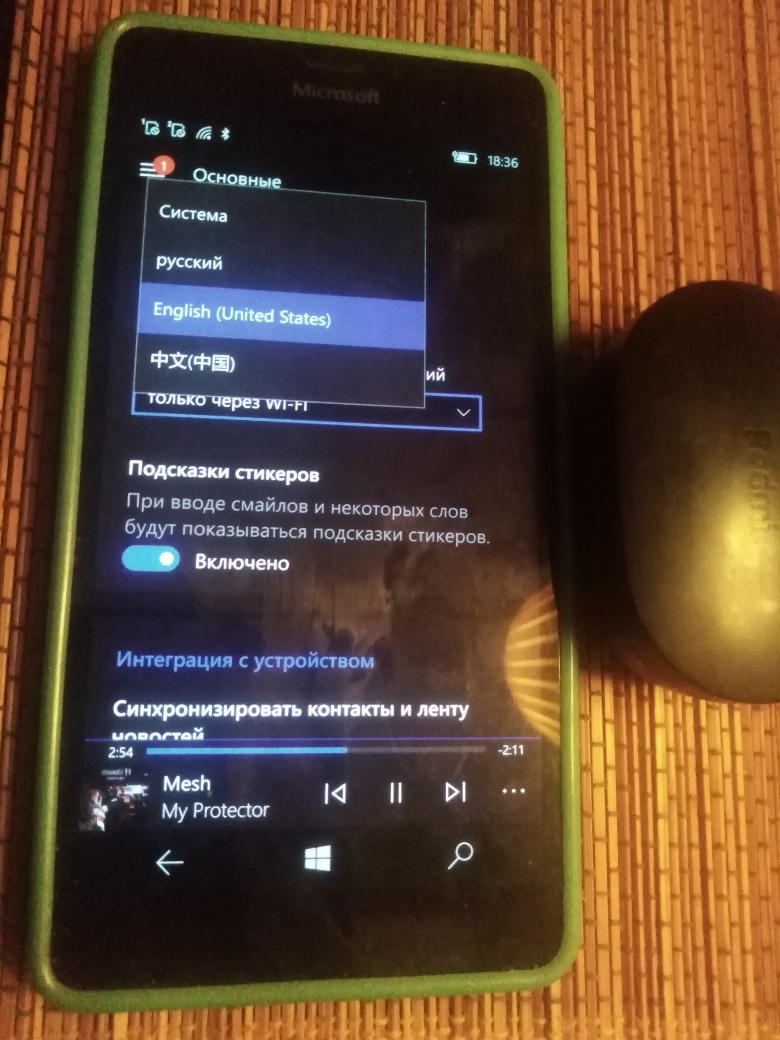 Microsoft
18:36
1
Основные
Система
русский
English (United States)
中文(中国)
ий
только через Wi-Fi
Подсказки стикеров
При вводе смайлов и некоторых слов
будут показываться подсказки стикеров.
Включено
Интеграция с устройством
Синхронизировать контакты и ленту
новостей
2:54
-2:11
Mesh
My Protector
Redmi